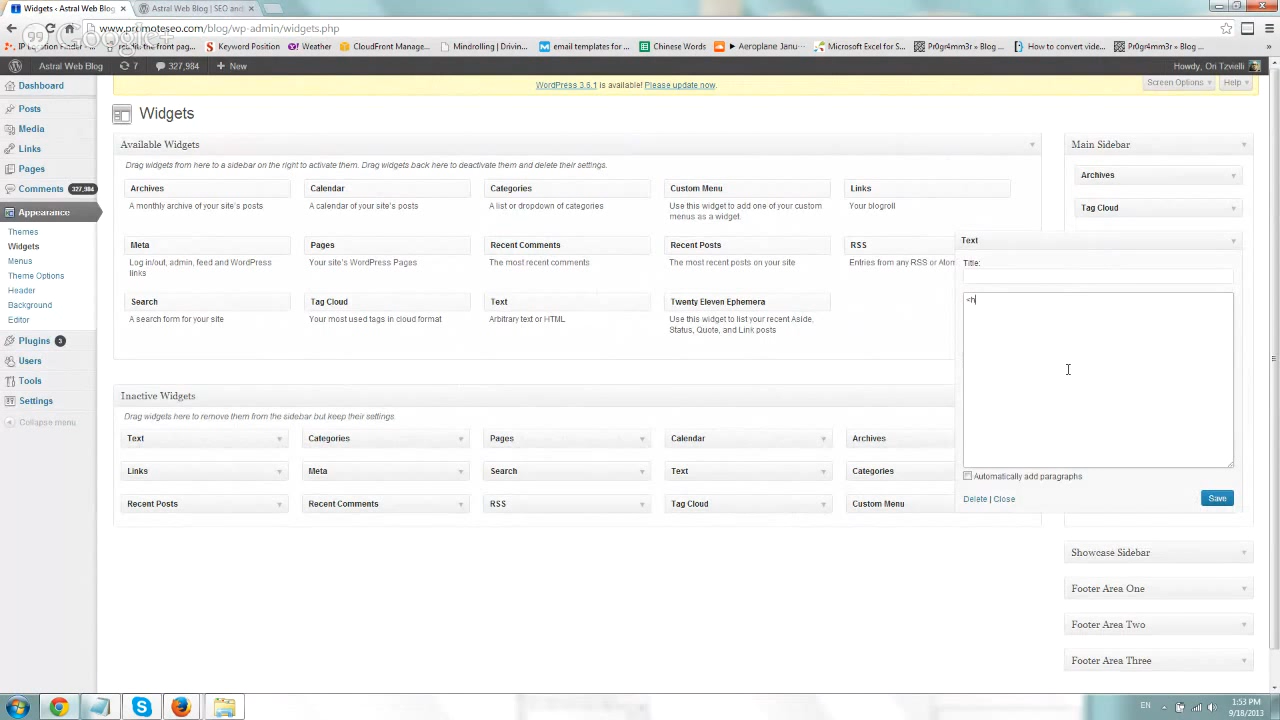 Widgets ‹ Astral Web Blog
Astral Web Blog | SEO and
www.promoteseo.com/blog/wp-admin/widgets.php
the front pag...
Keyword Position
Weather
CloudFront Manage...
Mindrolling | Drivin...
email templates for ...
Chinese Words
Aeroplane Janu...
Microsoft Excel for S...
Pr0gr4mm3r » Blog ...
How to convert vide...
Pr0gr4mm3r » Blog ...
Astral Web Blog
7
327,984
+ New
Howdy, Ori Tzvielli
Dashboard
Posts
Media
Links
Pages
Comments 327,984
Appearance
Themes
Widgets
Menus
Theme Options
Header
Background
Editor
Plugins 3
Users
Tools
Settings
Collapse menu
WordPress 3.6.1 is available! Please update now.
Screen Options
Help
Widgets
Available Widgets
Drag widgets from here to a sidebar on the right to activate them. Drag widgets back here to deactivate them and delete their settings.
Archives
A monthly archive of your site's posts
Calendar
A calendar of your site's posts
Categories
A list or dropdown of categories
Custom Menu
Use this widget to add one of your custom
menus as a widget.
Links
Your blogroll
Meta
Log in/out, admin, feed and WordPress
links
Pages
Your site's WordPress Pages
Recent Comments
The most recent comments
Recent Posts
The most recent posts on your site
RSS
Entries from any RSS or Atom
Search
A search form for your site
Tag Cloud
Your most used tags in cloud format
Text
Arbitrary text or HTML
Twenty Eleven Ephemera
Use this widget to list your recent Aside,
Status, Quote, and Link posts
Inactive Widgets
Drag widgets here to remove them from the sidebar but keep their settings.
Text
Categories
Pages
Calendar
Archives
Links
Meta
Search
Text
Categories
Recent Posts
Recent Comments
RSS
Tag Cloud
Custom Menu
Main Sidebar
Archives
Tag Cloud
Text
Title:
<h
Automatically add paragraphs
Delete | Close
Save
Showcase Sidebar
Footer Area One
Footer Area Two
Footer Area Three
EN
1:53 PM
9/18/2013